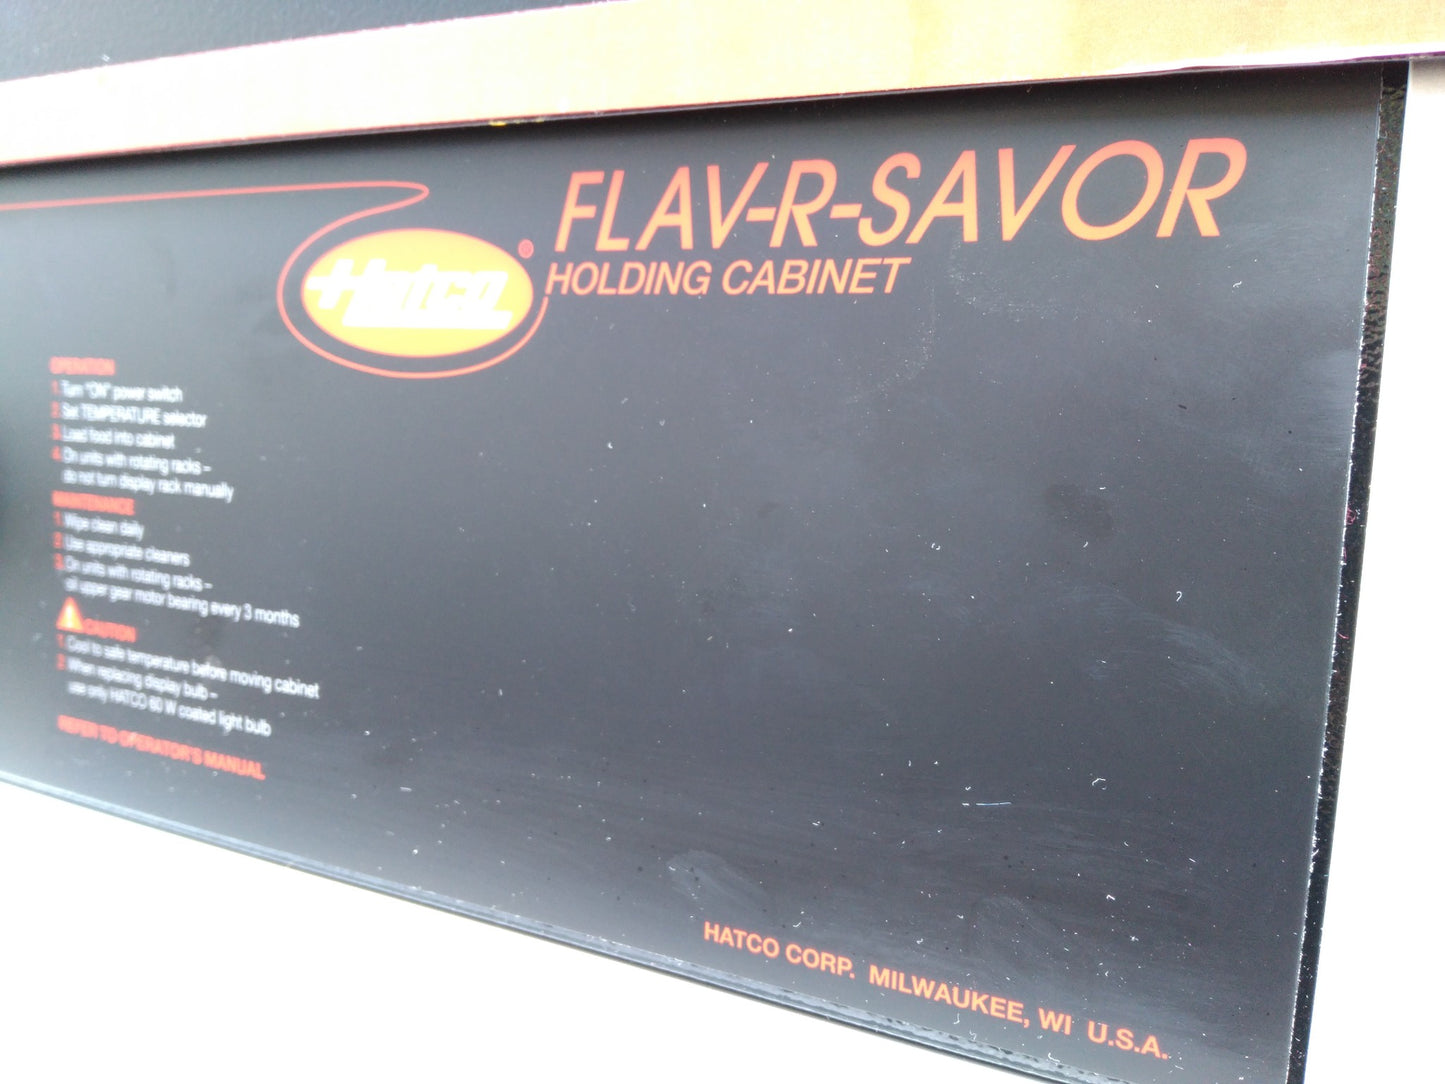 FLAV-R-SAVOR
Hatco ®
HOLDING CABINET
OPERATION
1. Turn "ON" power switch
2. Set TEMPERATURE selector
3. Load food into cabinet
4. On units with rotating racks –
do not turn display rack manually
MAINTENANCE
1. Wipe clean daily
2. Use appropriate cleaners
3. On units with rotating racks –
oil upper gear motor bearing every 3 months
CAUTION
1. Cool to safe temperature before moving cabinet
2. When replacing display bulb –
use only HATCO 60 W coated light bulb
REFER TO OPERATOR'S MANUAL
HATCO CORP. MILWAUKEE, WI U.S.A.